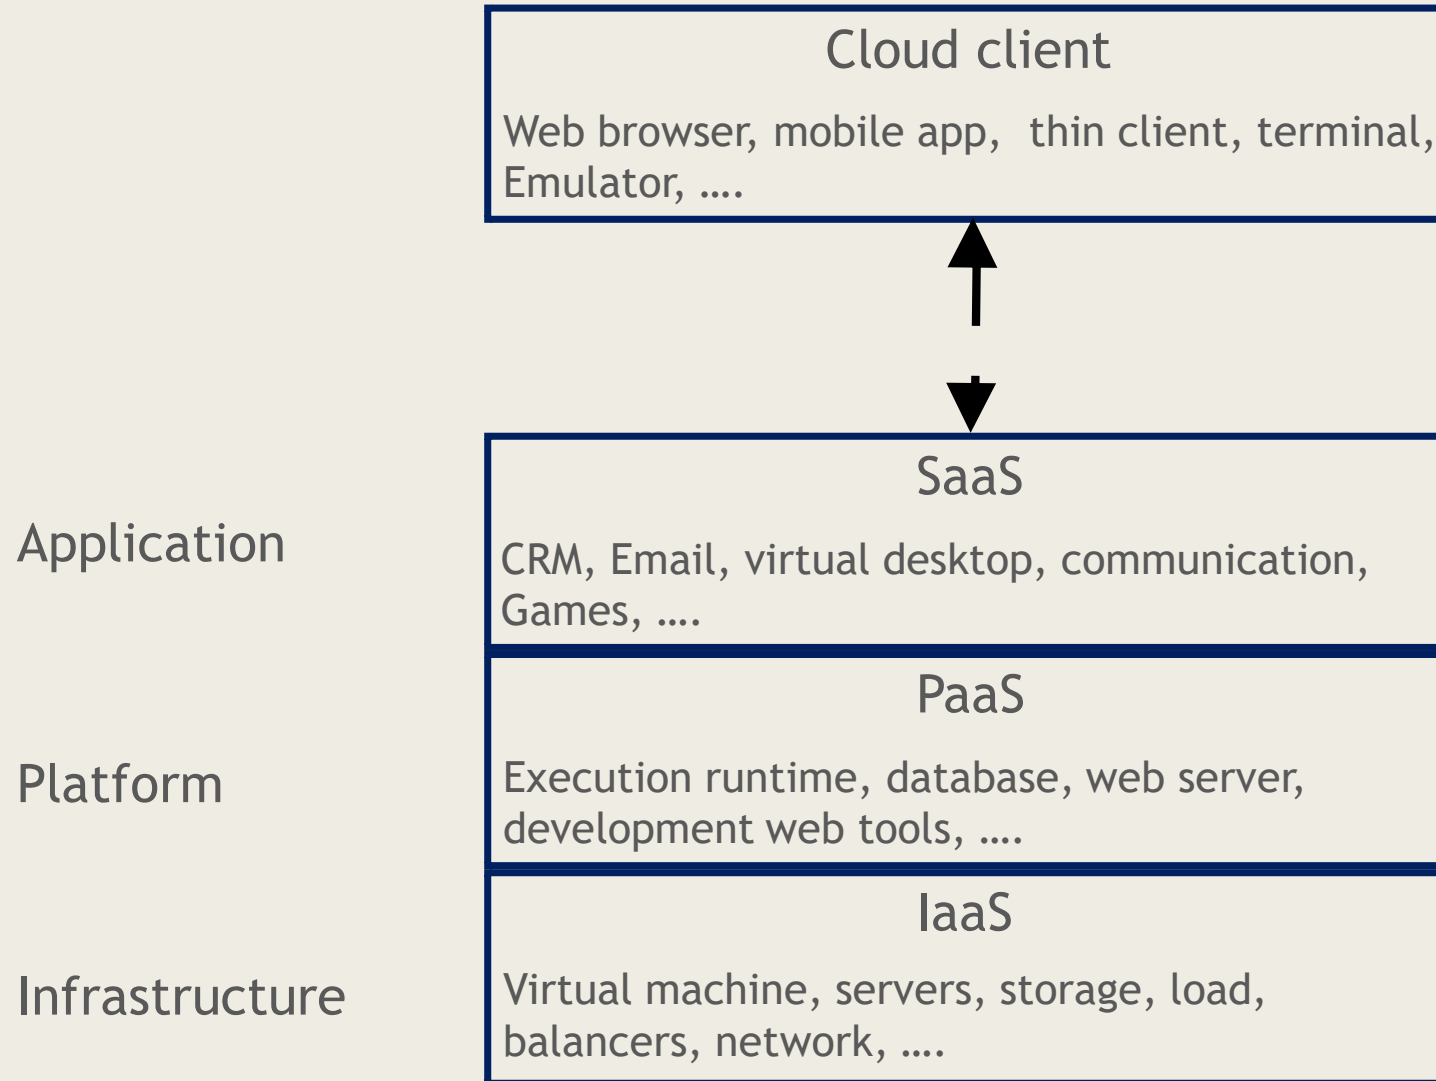 Cloud client
Web browser, mobile app, thin client, terminal,
Emulator, ....
SaaS
Application
CRM, Email, virtual desktop, communication,
Games, ....
PaaS
Platform
Execution runtime, database, web server,
development web tools, ....
IaaS
Infrastructure
Virtual machine, servers, storage, load,
balancers, network, ....